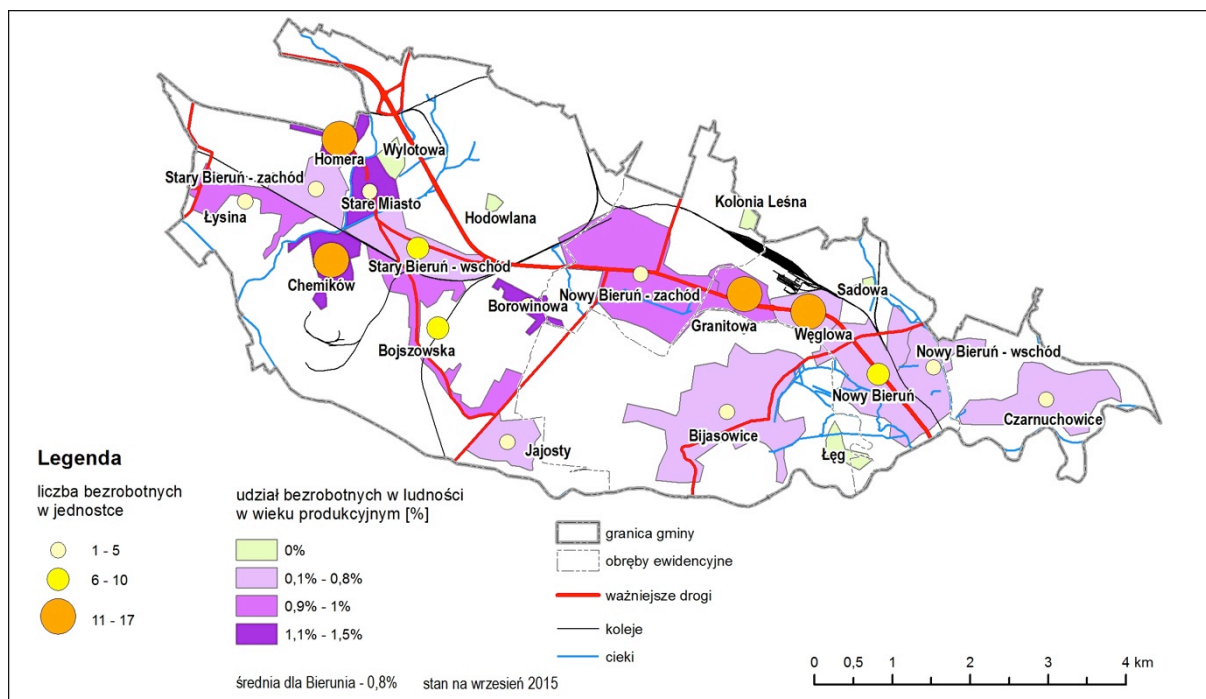 Homera
Wylotowa
Stary Bieruń - zachód
Stare Miasto
Łysina
Hodowlana
Kolonia Leśna
Stary Bieruń - wschód
Chemików
Sadowa
Borowinowa
Nowy Bieruń - zachód
Granitowa
Węglowa
Bojszowska
Nowy Bieruń - wschód
Nowy Bieruń
Czarnuchowice
Bijasowice
Jajosty
Łęg
Legenda
liczba bezrobotnych
w jednostce
1 - 5
6 - 10
11 - 17
udział bezrobotnych w ludności
w wieku produkcyjnym [%]
0%
0,1% - 0,8%
0,9% - 1%
1,1% - 1,5%
średnia dla Bierunia - 0,8% stan na wrzesień 2015
granica gminy
obręby ewidencyjne
ważniejsze drogi
koleje
cieki
0 0,5 1 2 3 4 km